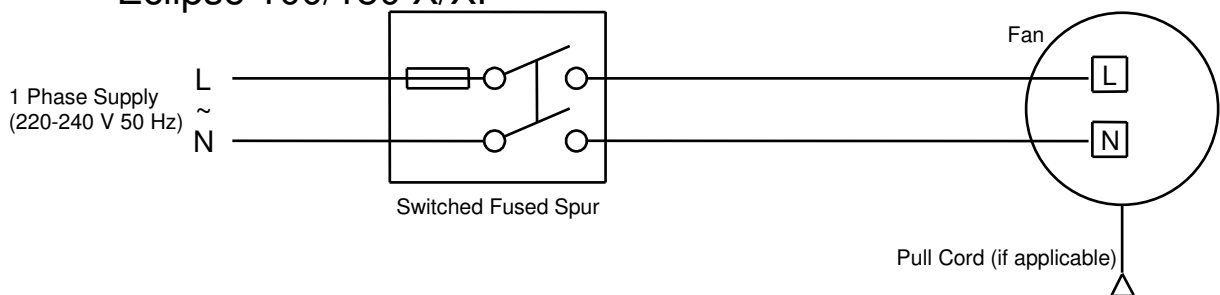 Fan
L
1 Phase Supply
(220-240 V 50 Hz)
L
~
N
N
Switched Fused Spur
Pull Cord (if applicable)